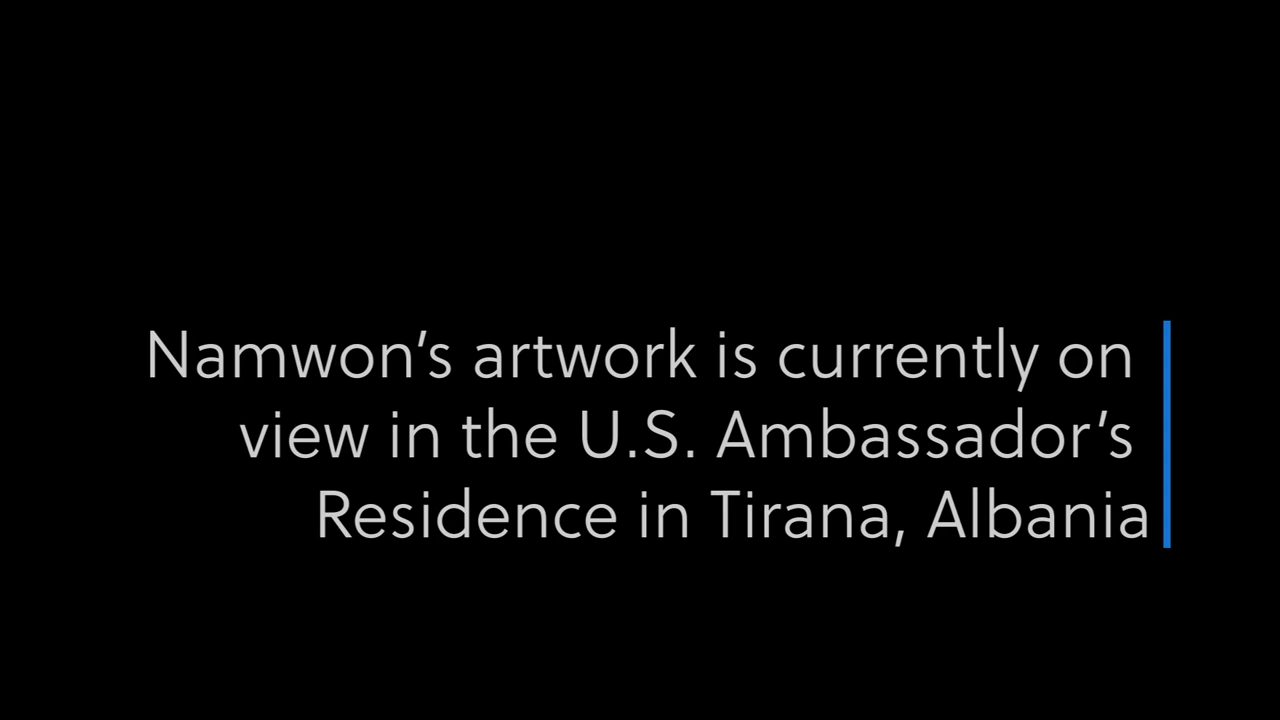 Namwon’s artwork is currently on
view in the U.S. Ambassador’s
Residence in Tirana, Albania